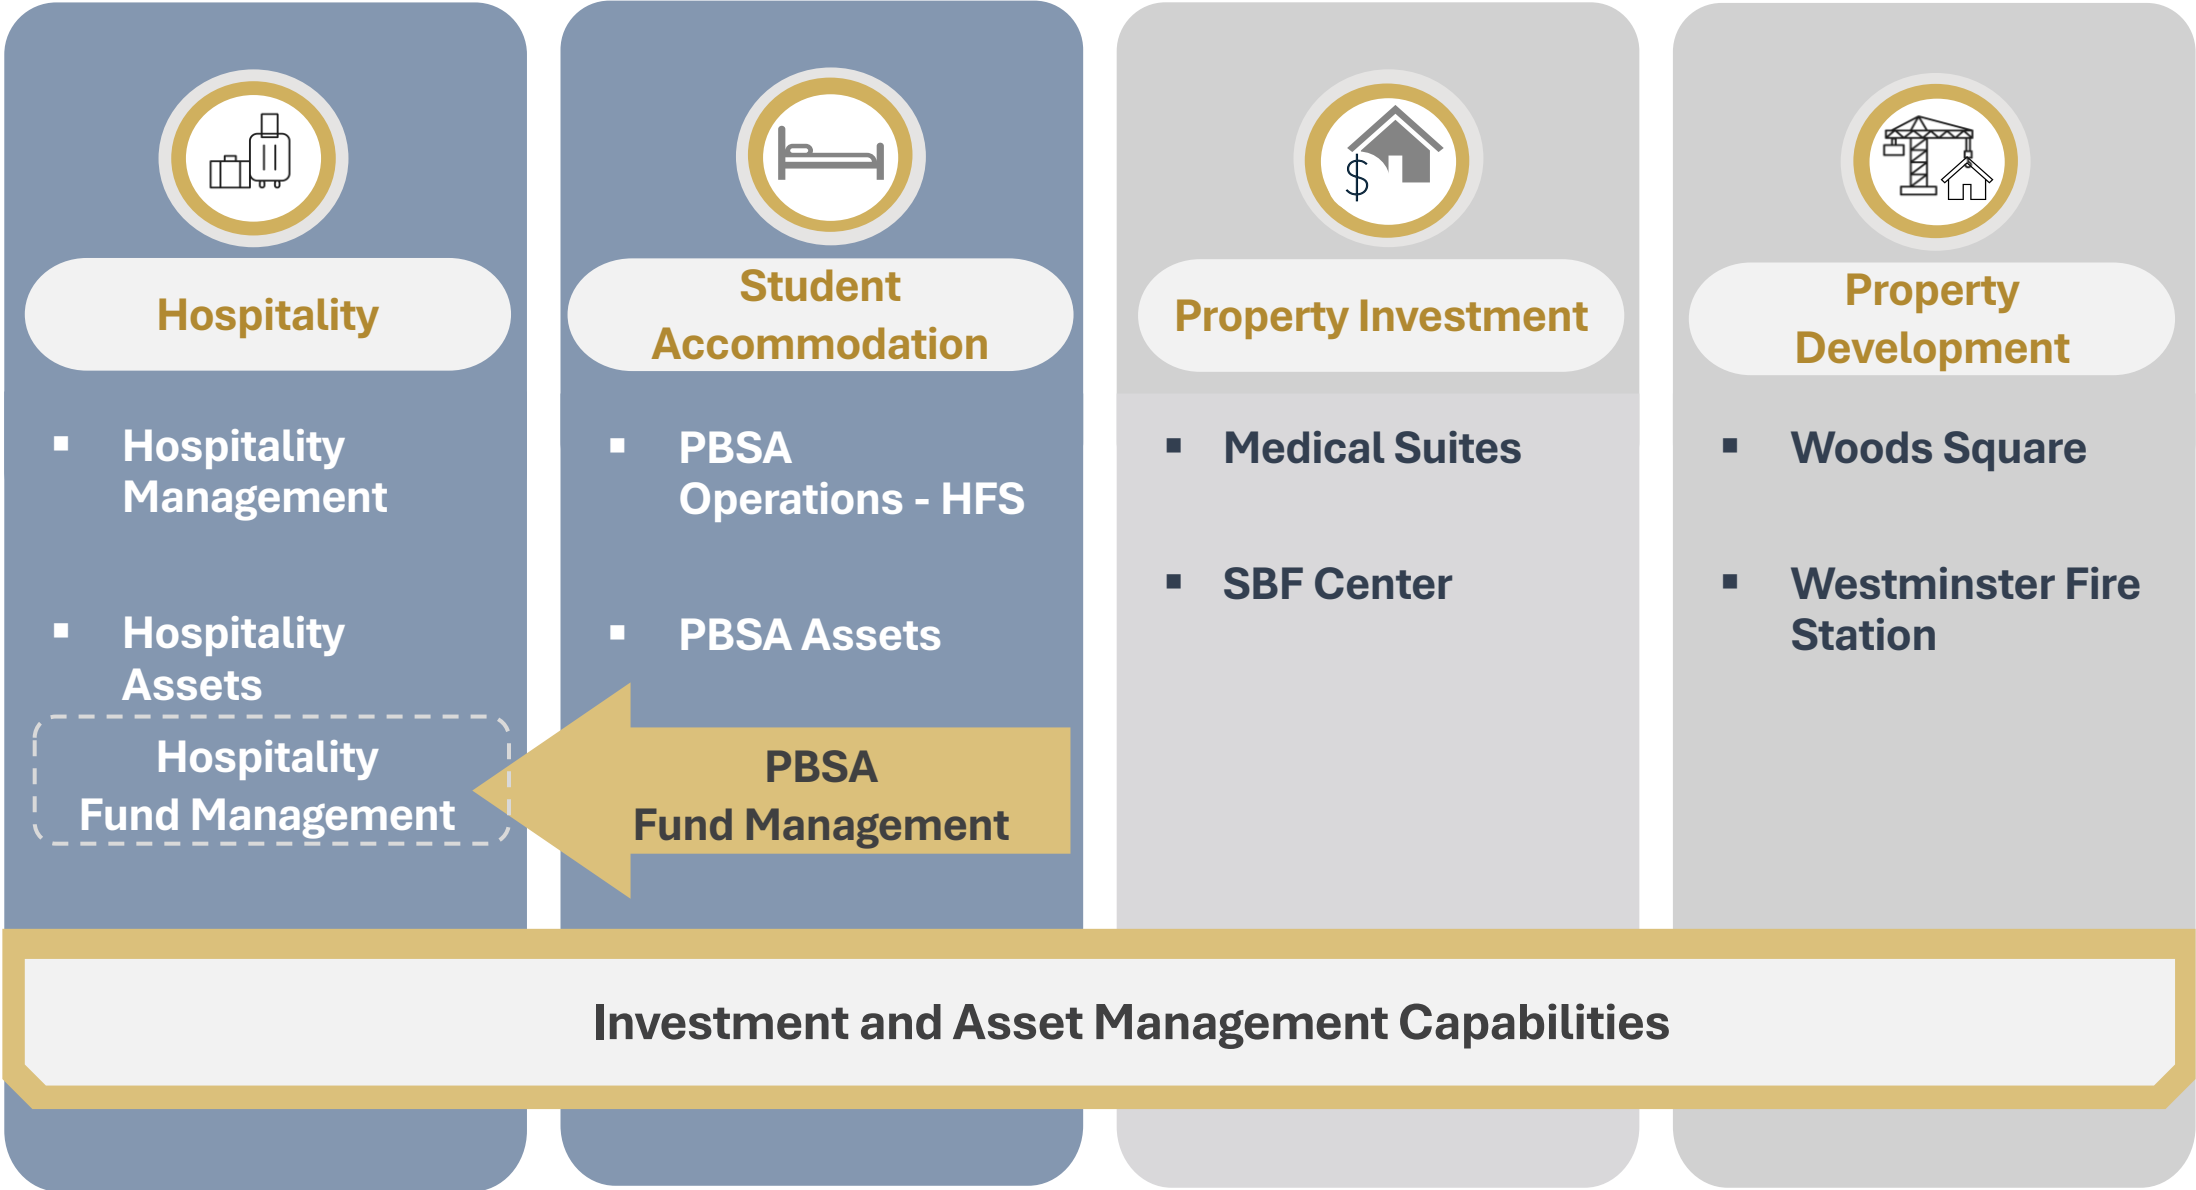 Hospitality
Hospitality
Management
Hospitality
Assets
Hospitality
Fund Management
Student
Accommodation
PBSA
Operations - HFS
PBSA Assets
PBSA
Fund Management
Property Investment
$
Medical Suites
SBF Center
Property
Development
Woods Square
Westminster Fire
Station
Investment and Asset Management Capabilities